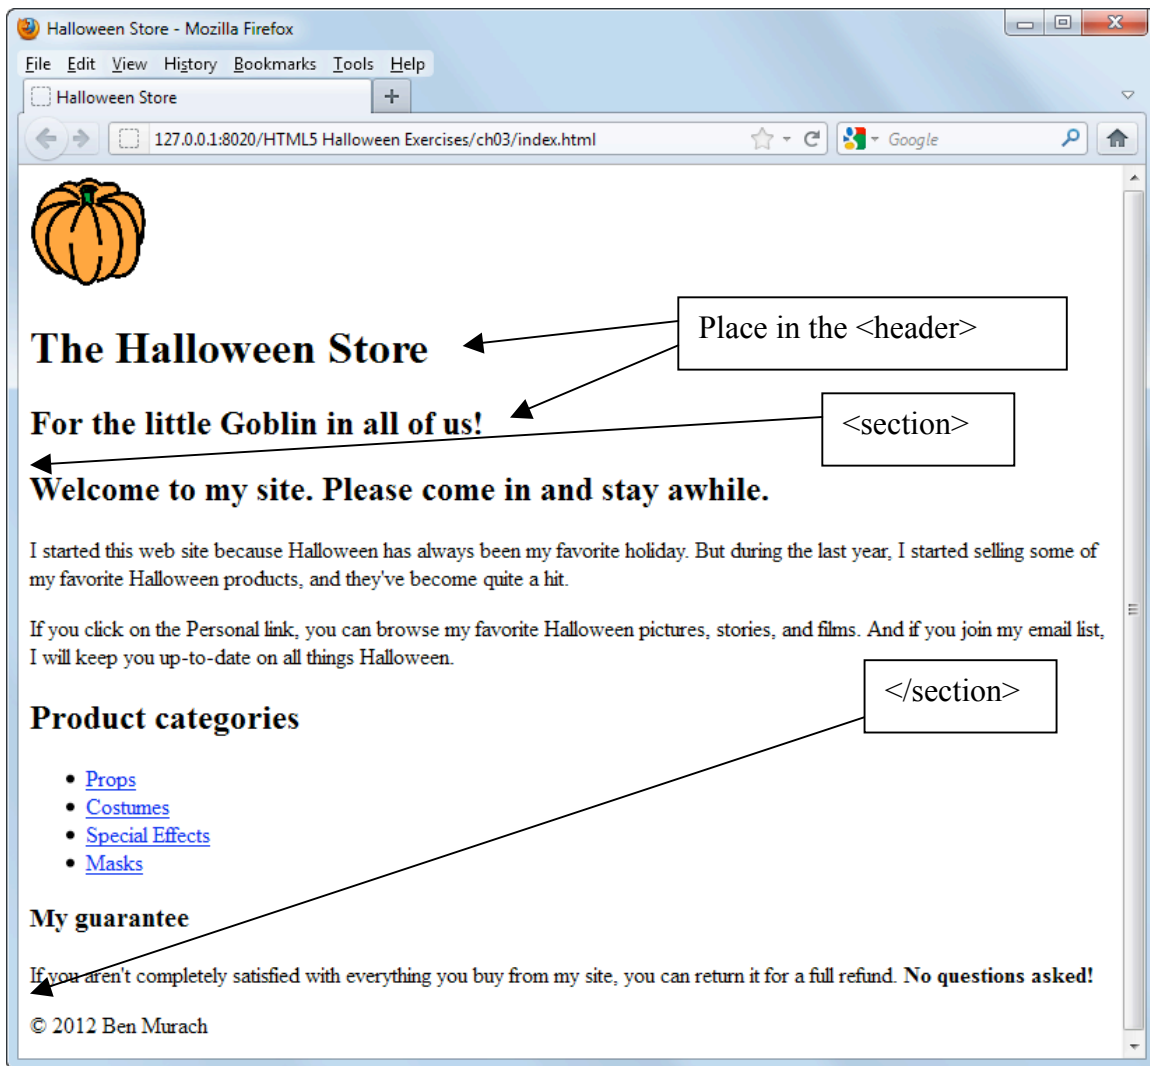 Halloween Store - Mozilla Firefox
File Edit View History Bookmarks Tools Help
Halloween Store
127.0.0.1:8020/HTML5 Halloween Exercises/ch03/index.html
Google
The Halloween Store
Place in the <header>
For the little Goblin in all of us!
<section>
Welcome to my site. Please come in and stay awhile.
I started this web site because Halloween has always been my favorite holiday. But during the last year, I started selling some of
my favorite Halloween products, and they've become quite a hit.
If you click on the Personal link, you can browse my favorite Halloween pictures, stories, and films. And if you join my email list,
I will keep you up-to-date on all things Halloween.
</section>
Product categories
• Props
• Costumes
• Special Effects
• Masks
My guarantee
If you aren't completely satisfied with everything you buy from my site, you can return it for a full refund. No questions asked!
© 2012 Ben Murach